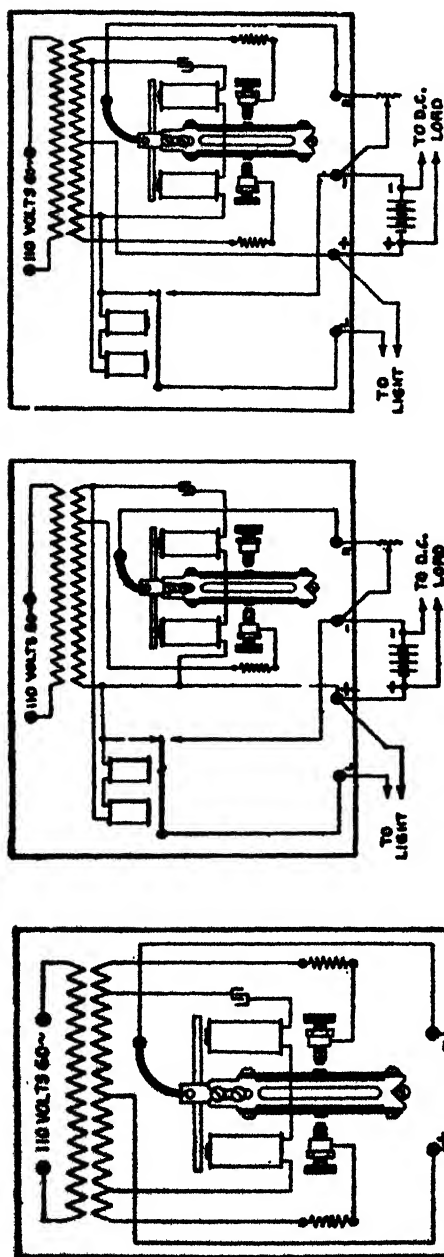 110 VOLTS 60~
+ -
+ -
TO D.C.
LOAD
TO
LIGHT
110 VOLTS 60~
+ -
+ -
TO D.C.
LOAD
TO
LIGHT
110 VOLTS 60~